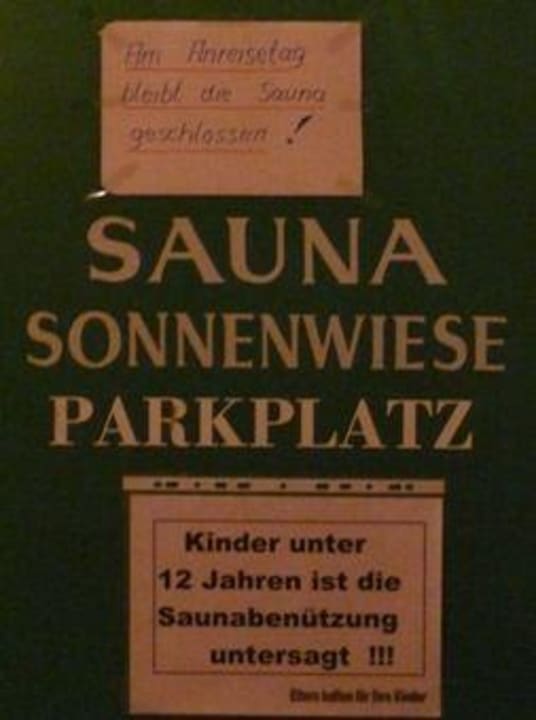 Am Anreisetag
bleibt die Sauna
geschlossen !
SAUNA
SONNENWIESE
PARKPLATZ
Kinder unter
12 Jahren ist die
Saunabenützung
untersagt !!!
Eltern haften für Ihre Kinder